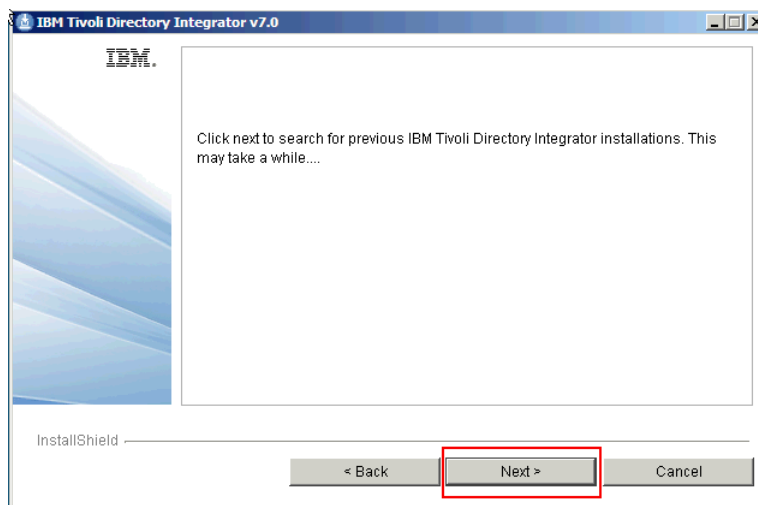 IBM Tivoli Directory Integrator v7.0
IBM.
Click next to search for previous IBM Tivoli Directory Integrator installations. This
may take a while....
InstallShield
< Back
Next >
Cancel